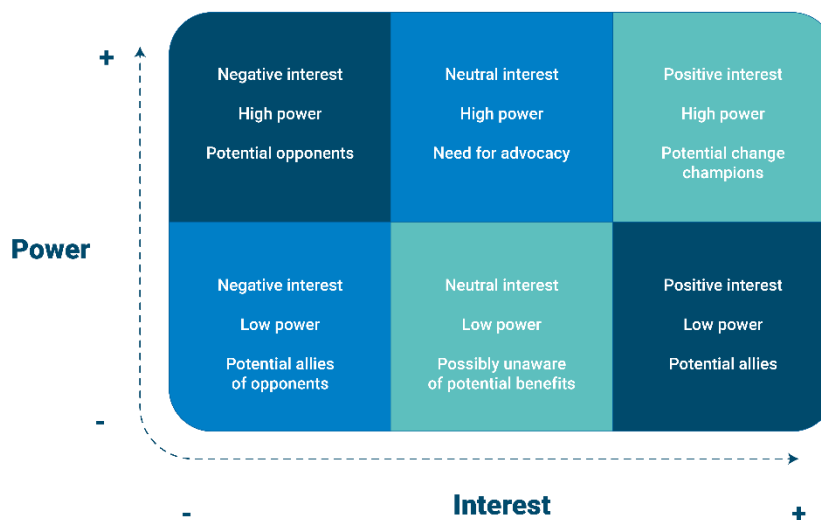 +
Negative interest
High power
Potential opponents
Neutral interest
High power
Need for advocacy
Positive interest
High power
Potential change
champions
Power
Negative interest
Low power
Potential allies
of opponents
Neutral interest
Low power
Possibly unaware
of potential benefits
Positive interest
Low power
Potential allies
-
-
Interest
+